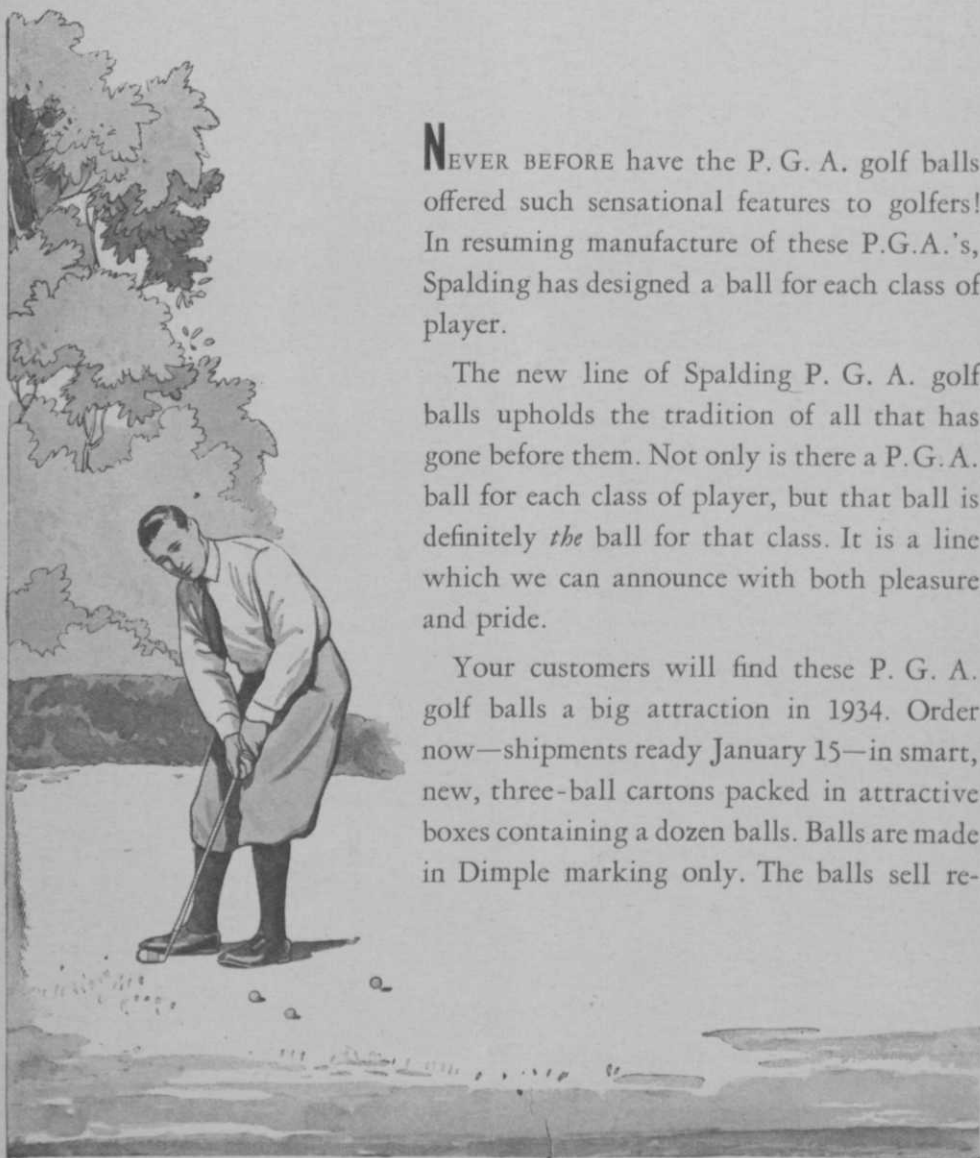 NEVER BEFORE have the P. G. A. golf balls
offered such sensational features to golfers!
In resuming manufacture of these P.G.A.'s,
Spalding has designed a ball for each class of
player.
The new line of Spalding P. G. A. golf
balls upholds the tradition of all that has
gone before them. Not only is there a P.G.A.
ball for each class of player, but that ball is
definitely the ball for that class. It is a line
which we can announce with both pleasure
and pride.
Your customers will find these P. G. A.
golf balls a big attraction in 1934. Order
now—shipments ready January 15—in smart,
new, three-ball cartons packed in attractive
boxes containing a dozen balls. Balls are made
in Dimple marking only. The balls sell re-